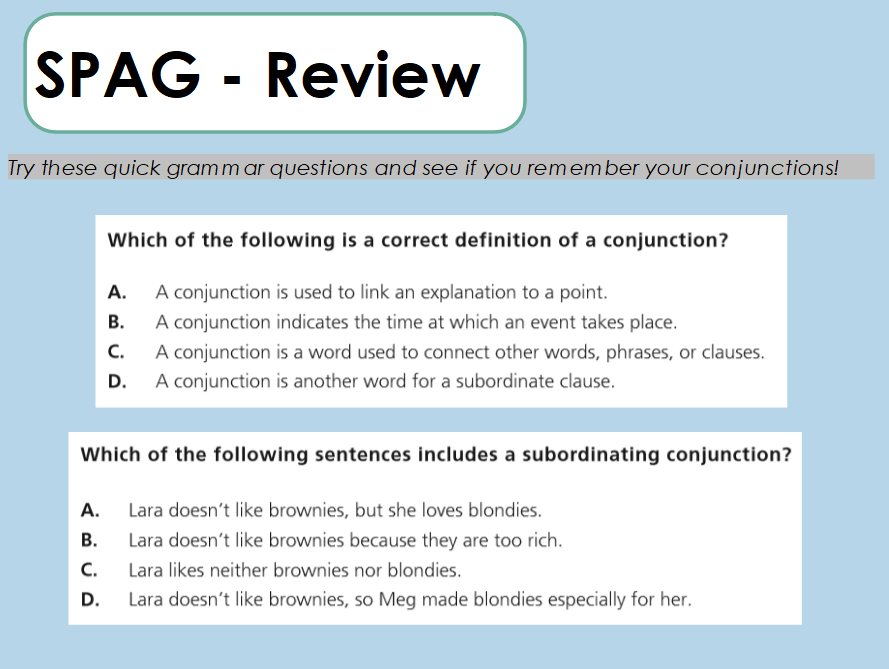 SPAG - Review
Try these quick grammar questions and see if you remember your conjunctions!
Which of the following is a correct definition of a conjunction?
A. A conjunction is used to link an explanation to a point.
B. A conjunction indicates the time at which an event takes place.
C. A conjunction is a word used to connect other words, phrases, or clauses.
D. A conjunction is another word for a subordinate clause.
Which of the following sentences includes a subordinating conjunction?
A. Lara doesn’t like brownies, but she loves blondies.
B. Lara doesn’t like brownies because they are too rich.
C. Lara likes neither brownies nor blondies.
D. Lara doesn’t like brownies, so Meg made blondies especially for her.